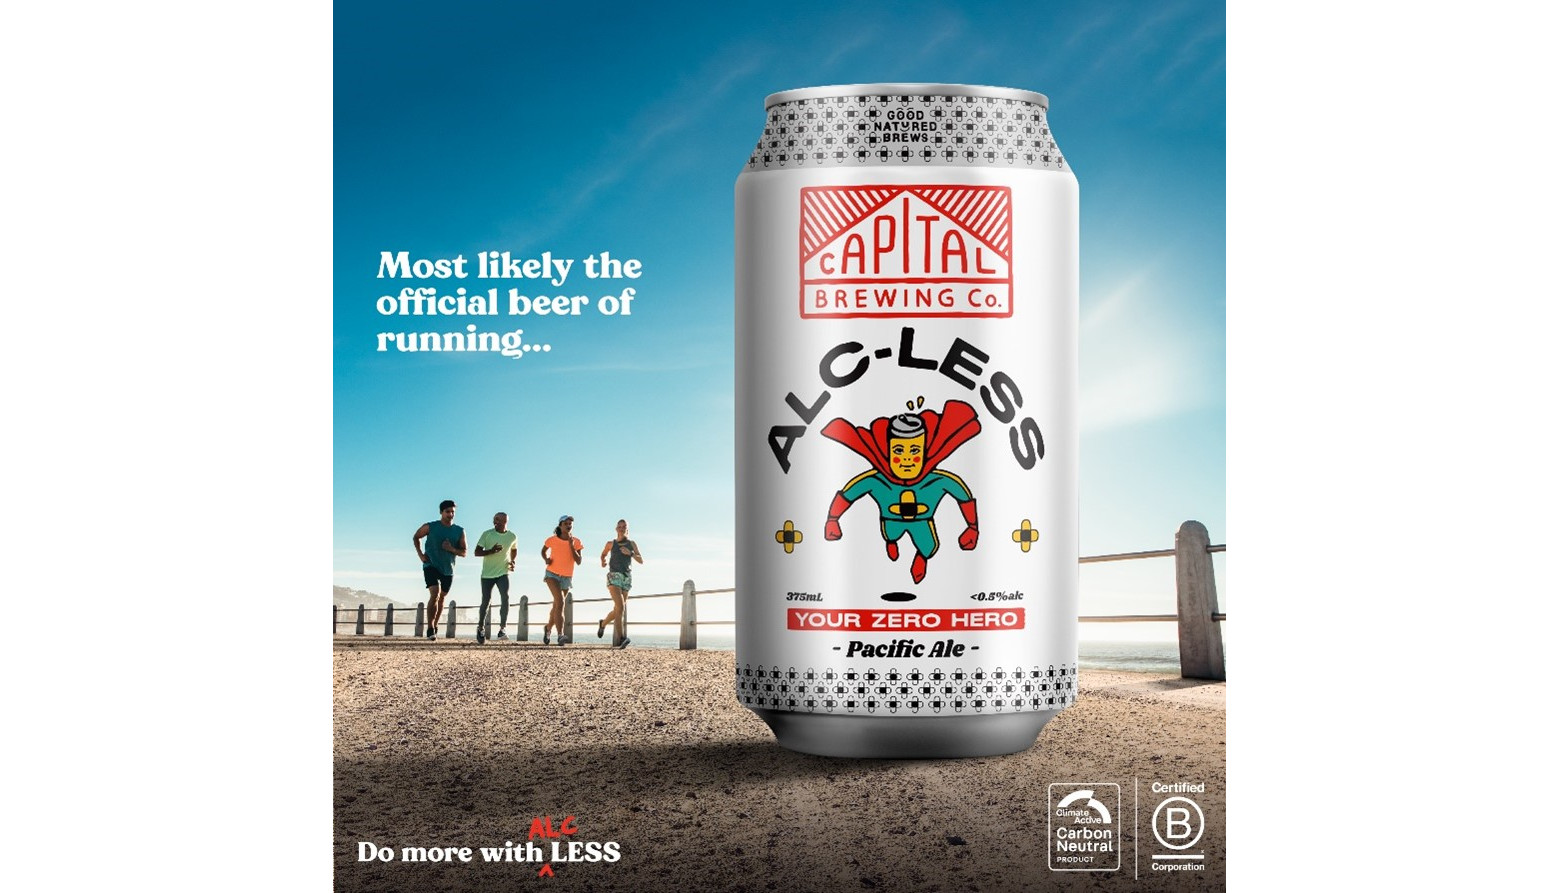 GOOD
NATURED
BREWS
CAPITAL
BREWING Co.
ALC-LESS
Most likely the
official beer of
running...
375mL
<0.5%alc
YOUR ZERO HERO
- Pacific Ale -
ALC
Do more with LESS
Climate
Active
Carbon
Neutral
PRODUCT
Certified
B
Corporation